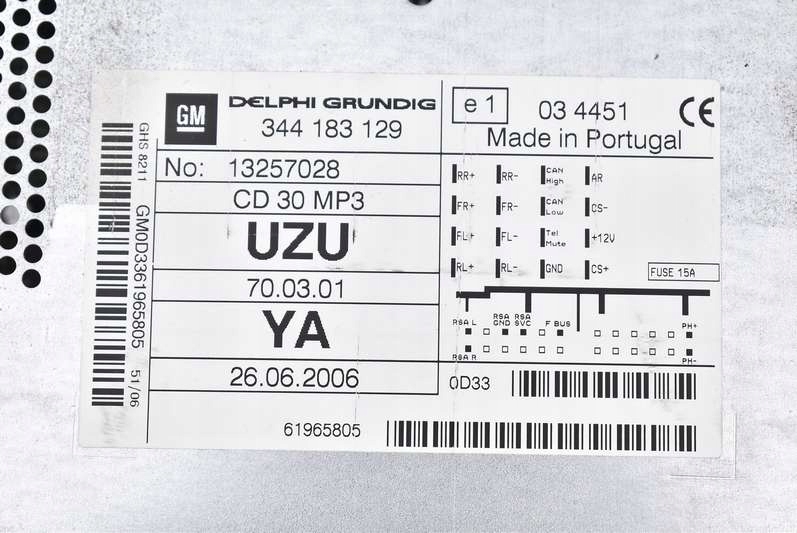 GM DELPHI GRUNDIG
344 183 129
e 1 03 4451 CE
Made in Portugal
No: 13257028
CD 30 MP3
UZU
70.03.01
YA
26.06.2006
RR+ RR- CAN High AR
FR+ FR- CAN Low CS-
FL+ FL- Tel Mute +12V
RL+ RL- GND CS+
FUSE 15A
RSA L RSA GND RSA SVC F BUS PH+
RSA R PH-
0D33
61965805
GHS 8211
GM0D3361965805 51/06